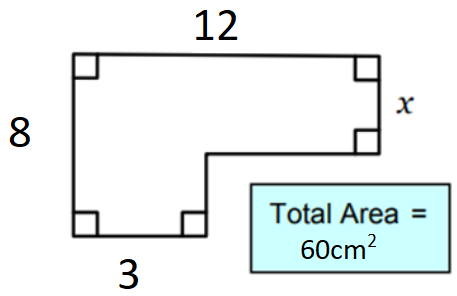 12
8
x
3
Total Area =
60cm²